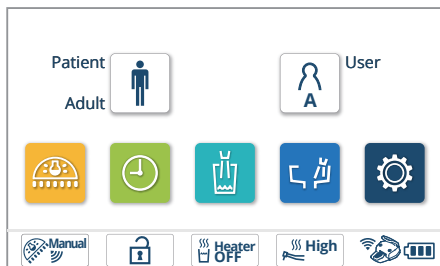 Patient
User
Adult
A
Manual
Heater
OFF
High